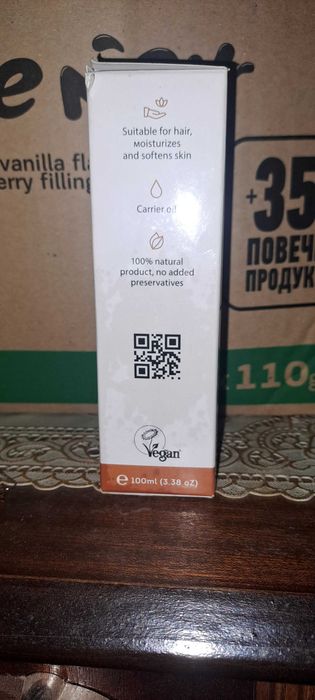 vanilla fla
erry filling
+35
ПОВЕЧ
ПРОДУК
110g
Suitable for hair,
moisturizes
and softens skin
Carrier oil
100% natural
product, no added
preservatives
Vegan
e 100ml (3.38 oZ)